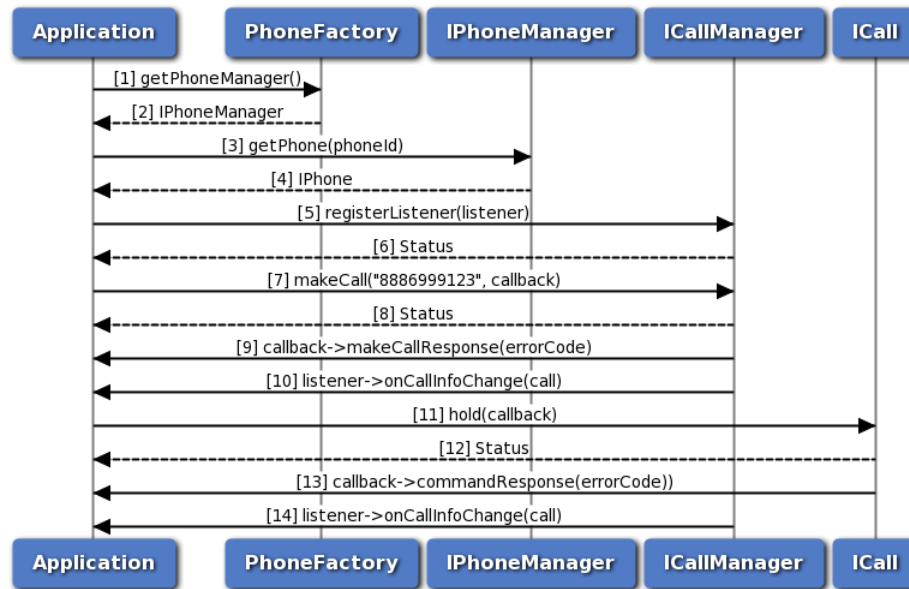 Application PhoneFactory IPhoneManager ICallManager ICall
[1] getPhoneManager()
[2] IPhoneManager
[3] getPhone(phoneId)
[4] IPhone
[5] registerListener(listener)
[6] Status
[7] makeCall("8886999123", callback)
[8] Status
[9] callback->makeCallResponse(errorCode)
[10] listener->onCallInfoChange(call)
[11] hold(callback)
[12] Status
[13] callback->commandResponse(errorCode))
[14] listener->onCallInfoChange(call)
Application PhoneFactory IPhoneManager ICallManager ICall